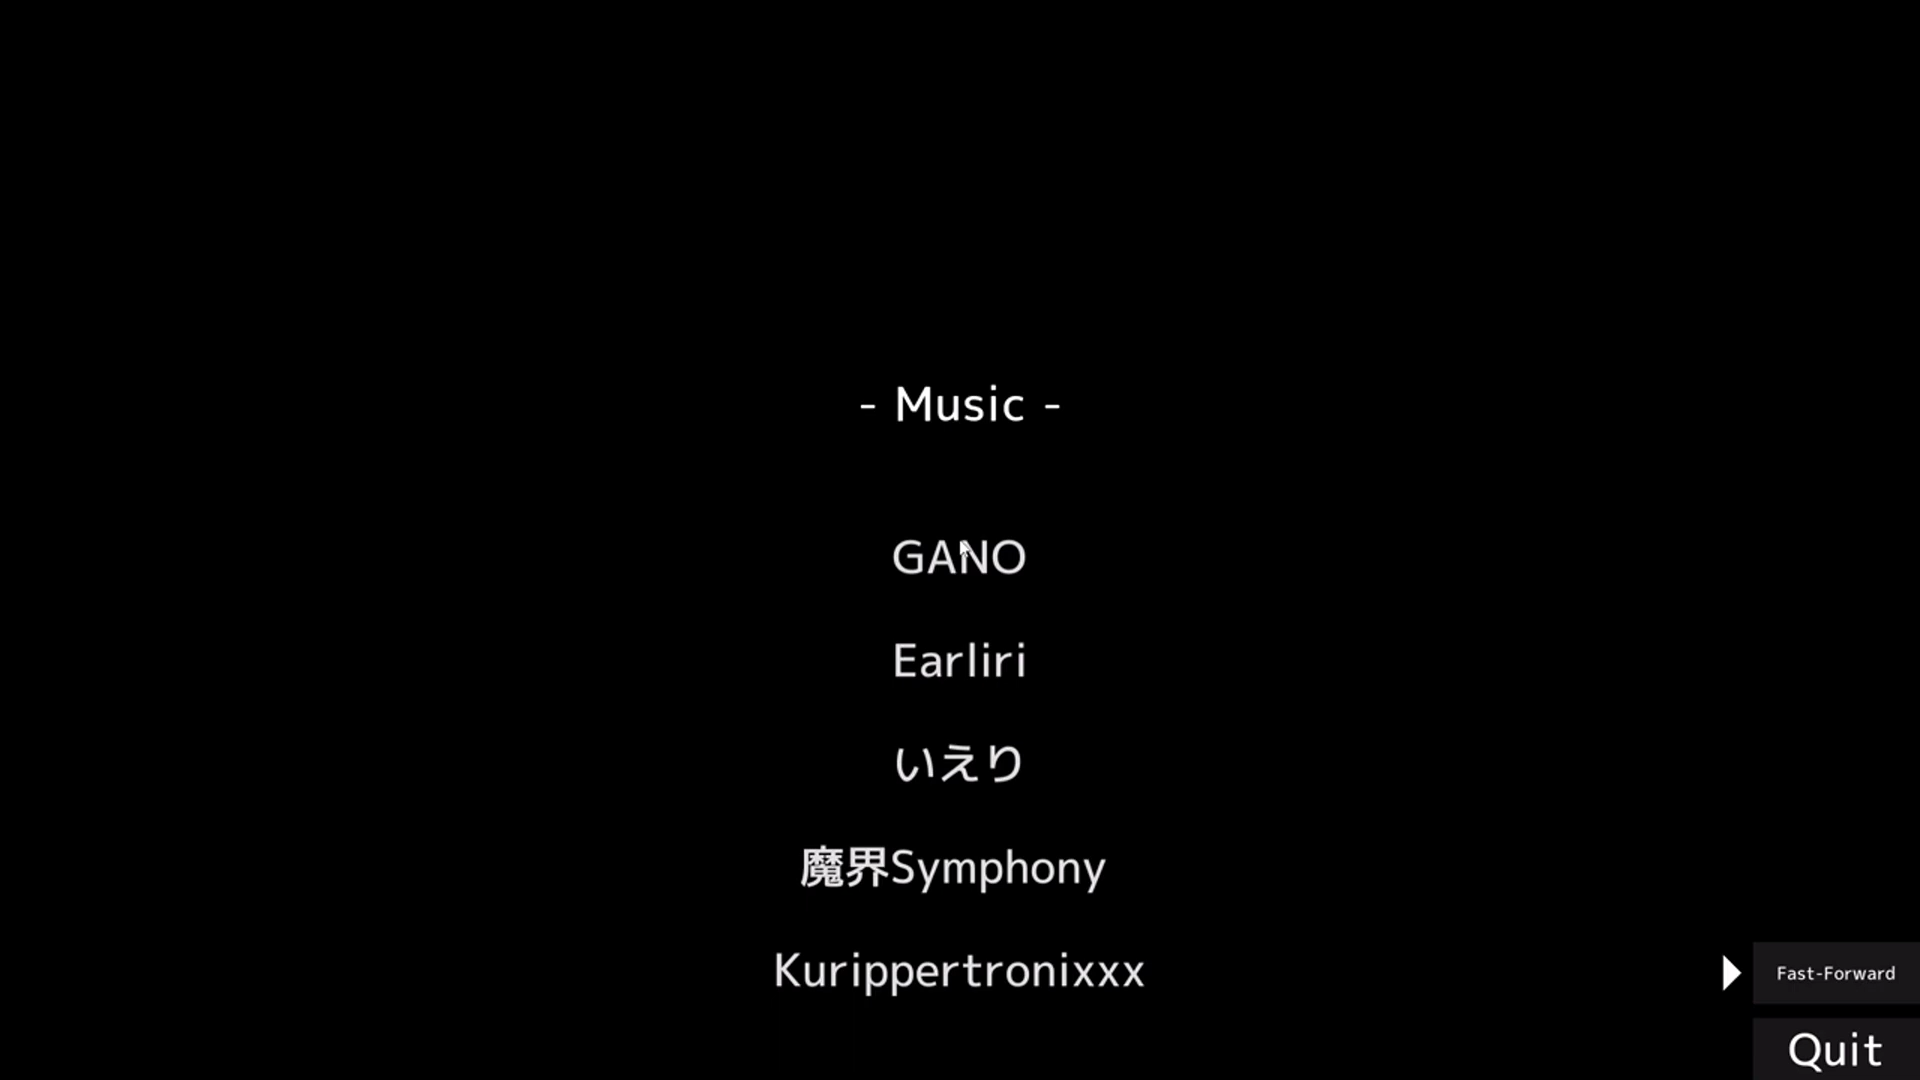 - Music -
GANO
Earliri
いえり
魔界Symphony
Kurippertronixxx
Fast-Forward
Quit